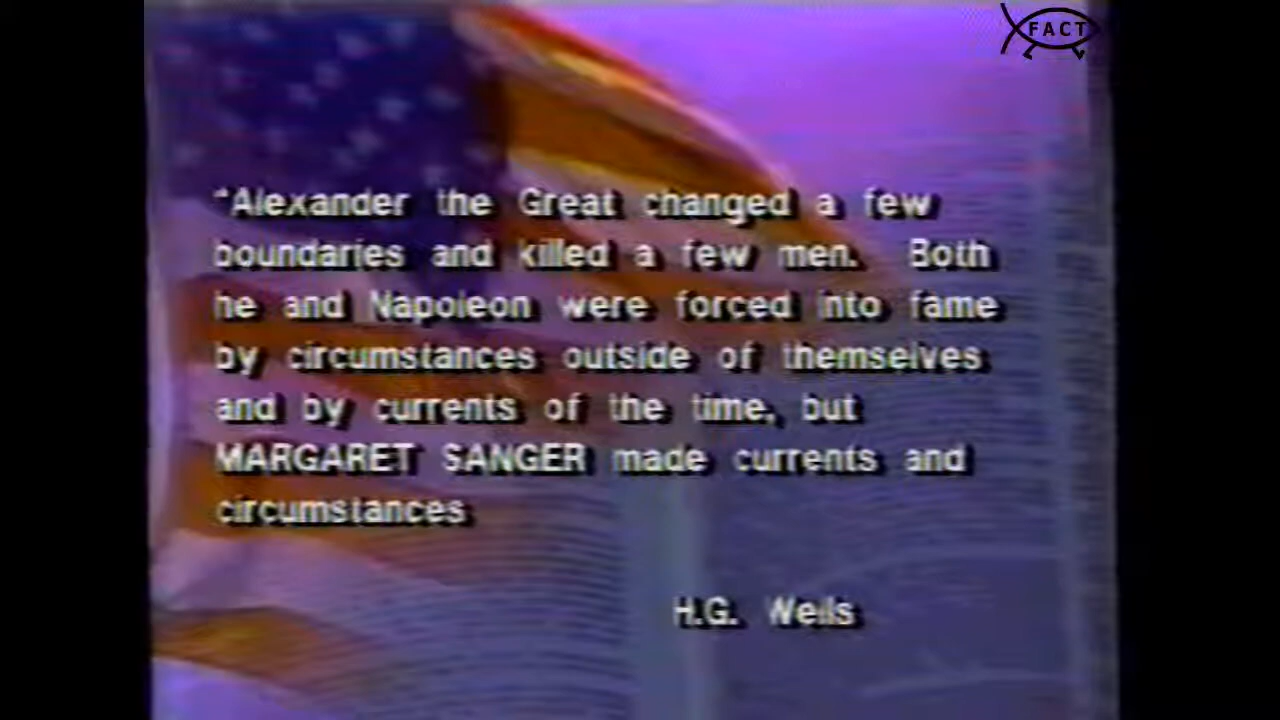 FACT
"Alexander the Great changed a few
boundaries and killed a few men. Both
he and Napoleon were forced into fame
by circumstances outside of themselves
and by currents of the time, but
MARGARET SANGER made currents and
circumstances
H.G. Wells